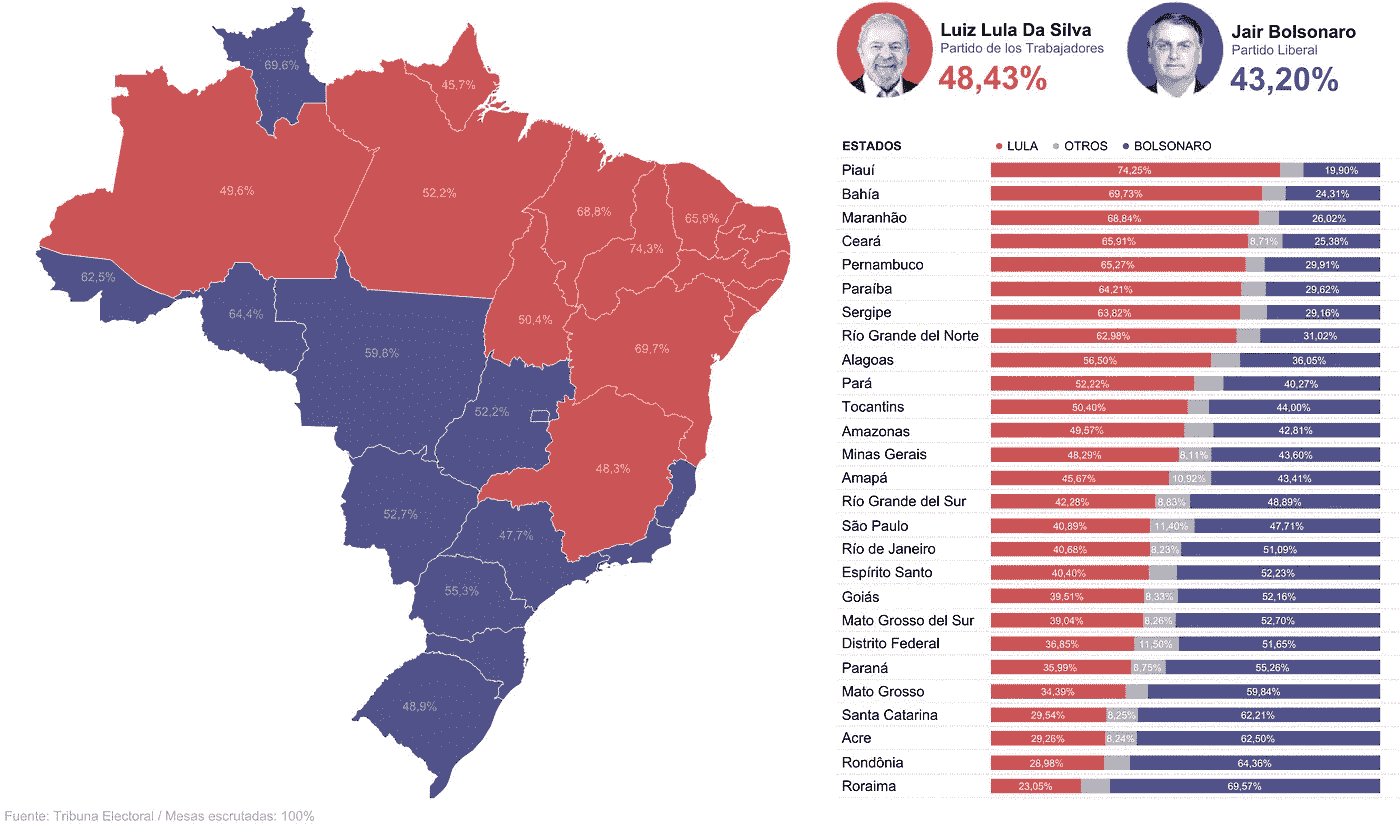 69,6%
45,7%
49,6%
52,2%
68,8%
65,9%
74,3%
62,5%
64,4%
59,8%
50,4%
69,7%
52,2%
48,3%
52,7%
47,7%
55,3%
48,9%
Fuente: Tribuna Electoral / Mesas escrutadas: 100%
Luiz Lula Da Silva
Partido de los Trabajadores
48,43%
Jair Bolsonaro
Partido Liberal
43,20%
ESTADOS LULA OTROS BOLSONARO
Piauí 74,25% 19,90%
Bahía 69,73% 24,31%
Maranhão 68,84% 26,02%
Ceará 65,91% 8,71% 25,38%
Pernambuco 65,27% 29,91%
Paraíba 64,21% 29,62%
Sergipe 63,82% 29,16%
Río Grande del Norte 62,98% 31,02%
Alagoas 56,50% 36,05%
Pará 52,22% 40,27%
Tocantins 50,40% 44,00%
Amazonas 49,57% 42,81%
Minas Gerais 48,29% 8,11% 43,60%
Amapá 45,67% 10,92% 43,41%
Río Grande del Sur 42,28% 8,83% 48,89%
São Paulo 40,89% 11,40% 47,71%
Río de Janeiro 40,68% 8,23% 51,09%
Espírito Santo 40,40% 52,23%
Goiás 39,51% 8,33% 52,16%
Mato Grosso del Sur 39,04% 8,26% 52,70%
Distrito Federal 36,85% 11,50% 51,65%
Paraná 35,99% 8,75% 55,26%
Mato Grosso 34,39% 59,84%
Santa Catarina 29,54% 8,25% 62,21%
Acre 29,26% 8,24% 62,50%
Rondônia 28,98% 64,36%
Roraima 23,05% 69,57%